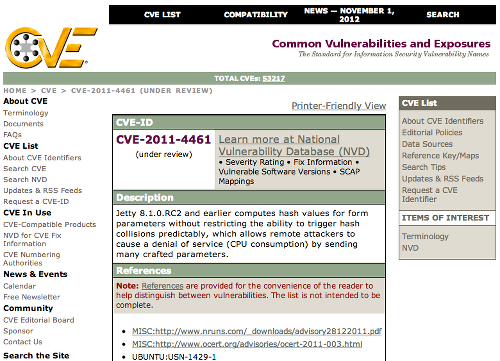 CVE LIST
COMPATIBILITY
NEWS — NOVEMBER 1, 2012
SEARCH
CVE
Common Vulnerabilities and Exposures
The Standard for Information Security Vulnerability Names
TOTAL CVEs: 53217
HOME > CVE > CVE-2011-4461 (UNDER REVIEW)
About CVE
Terminology
Documents
FAQs
CVE List
About CVE Identifiers
Search CVE
Search NVD
Updates & RSS Feeds
Request a CVE-ID
CVE In Use
CVE-Compatible Products
NVD for CVE Fix
Information
CVE Numbering
Authorities
News & Events
Calendar
Free Newsletter
Community
CVE Editorial Board
Sponsor
Contact Us
Search the Site
Printer-Friendly View
CVE-ID
CVE-2011-4461
(under review)
Learn more at National
Vulnerability Database (NVD)
• Severity Rating • Fix Information •
Vulnerable Software Versions • SCAP
Mappings
Description
Jetty 8.1.0.RC2 and earlier computes hash values for form
parameters without restricting the ability to trigger hash
collisions predictably, which allows remote attackers to
cause a denial of service (CPU consumption) by sending
many crafted parameters.
References
Note: References are provided for the convenience of the reader to
help distinguish between vulnerabilities. The list is not intended to be
complete.
• MISC:http://www.nruns.com/_downloads/advisory28122011.pdf
• MISC:http://www.ocert.org/advisories/ocert-2011-003.html
• UBUNTU:USN-1429-1
CVE List
About CVE Identifiers
Editorial Policies
Data Sources
Reference Key/Maps
Search Tips
Updates & RSS Feeds
Request a CVE
Identifier
ITEMS OF INTEREST
Terminology
NVD